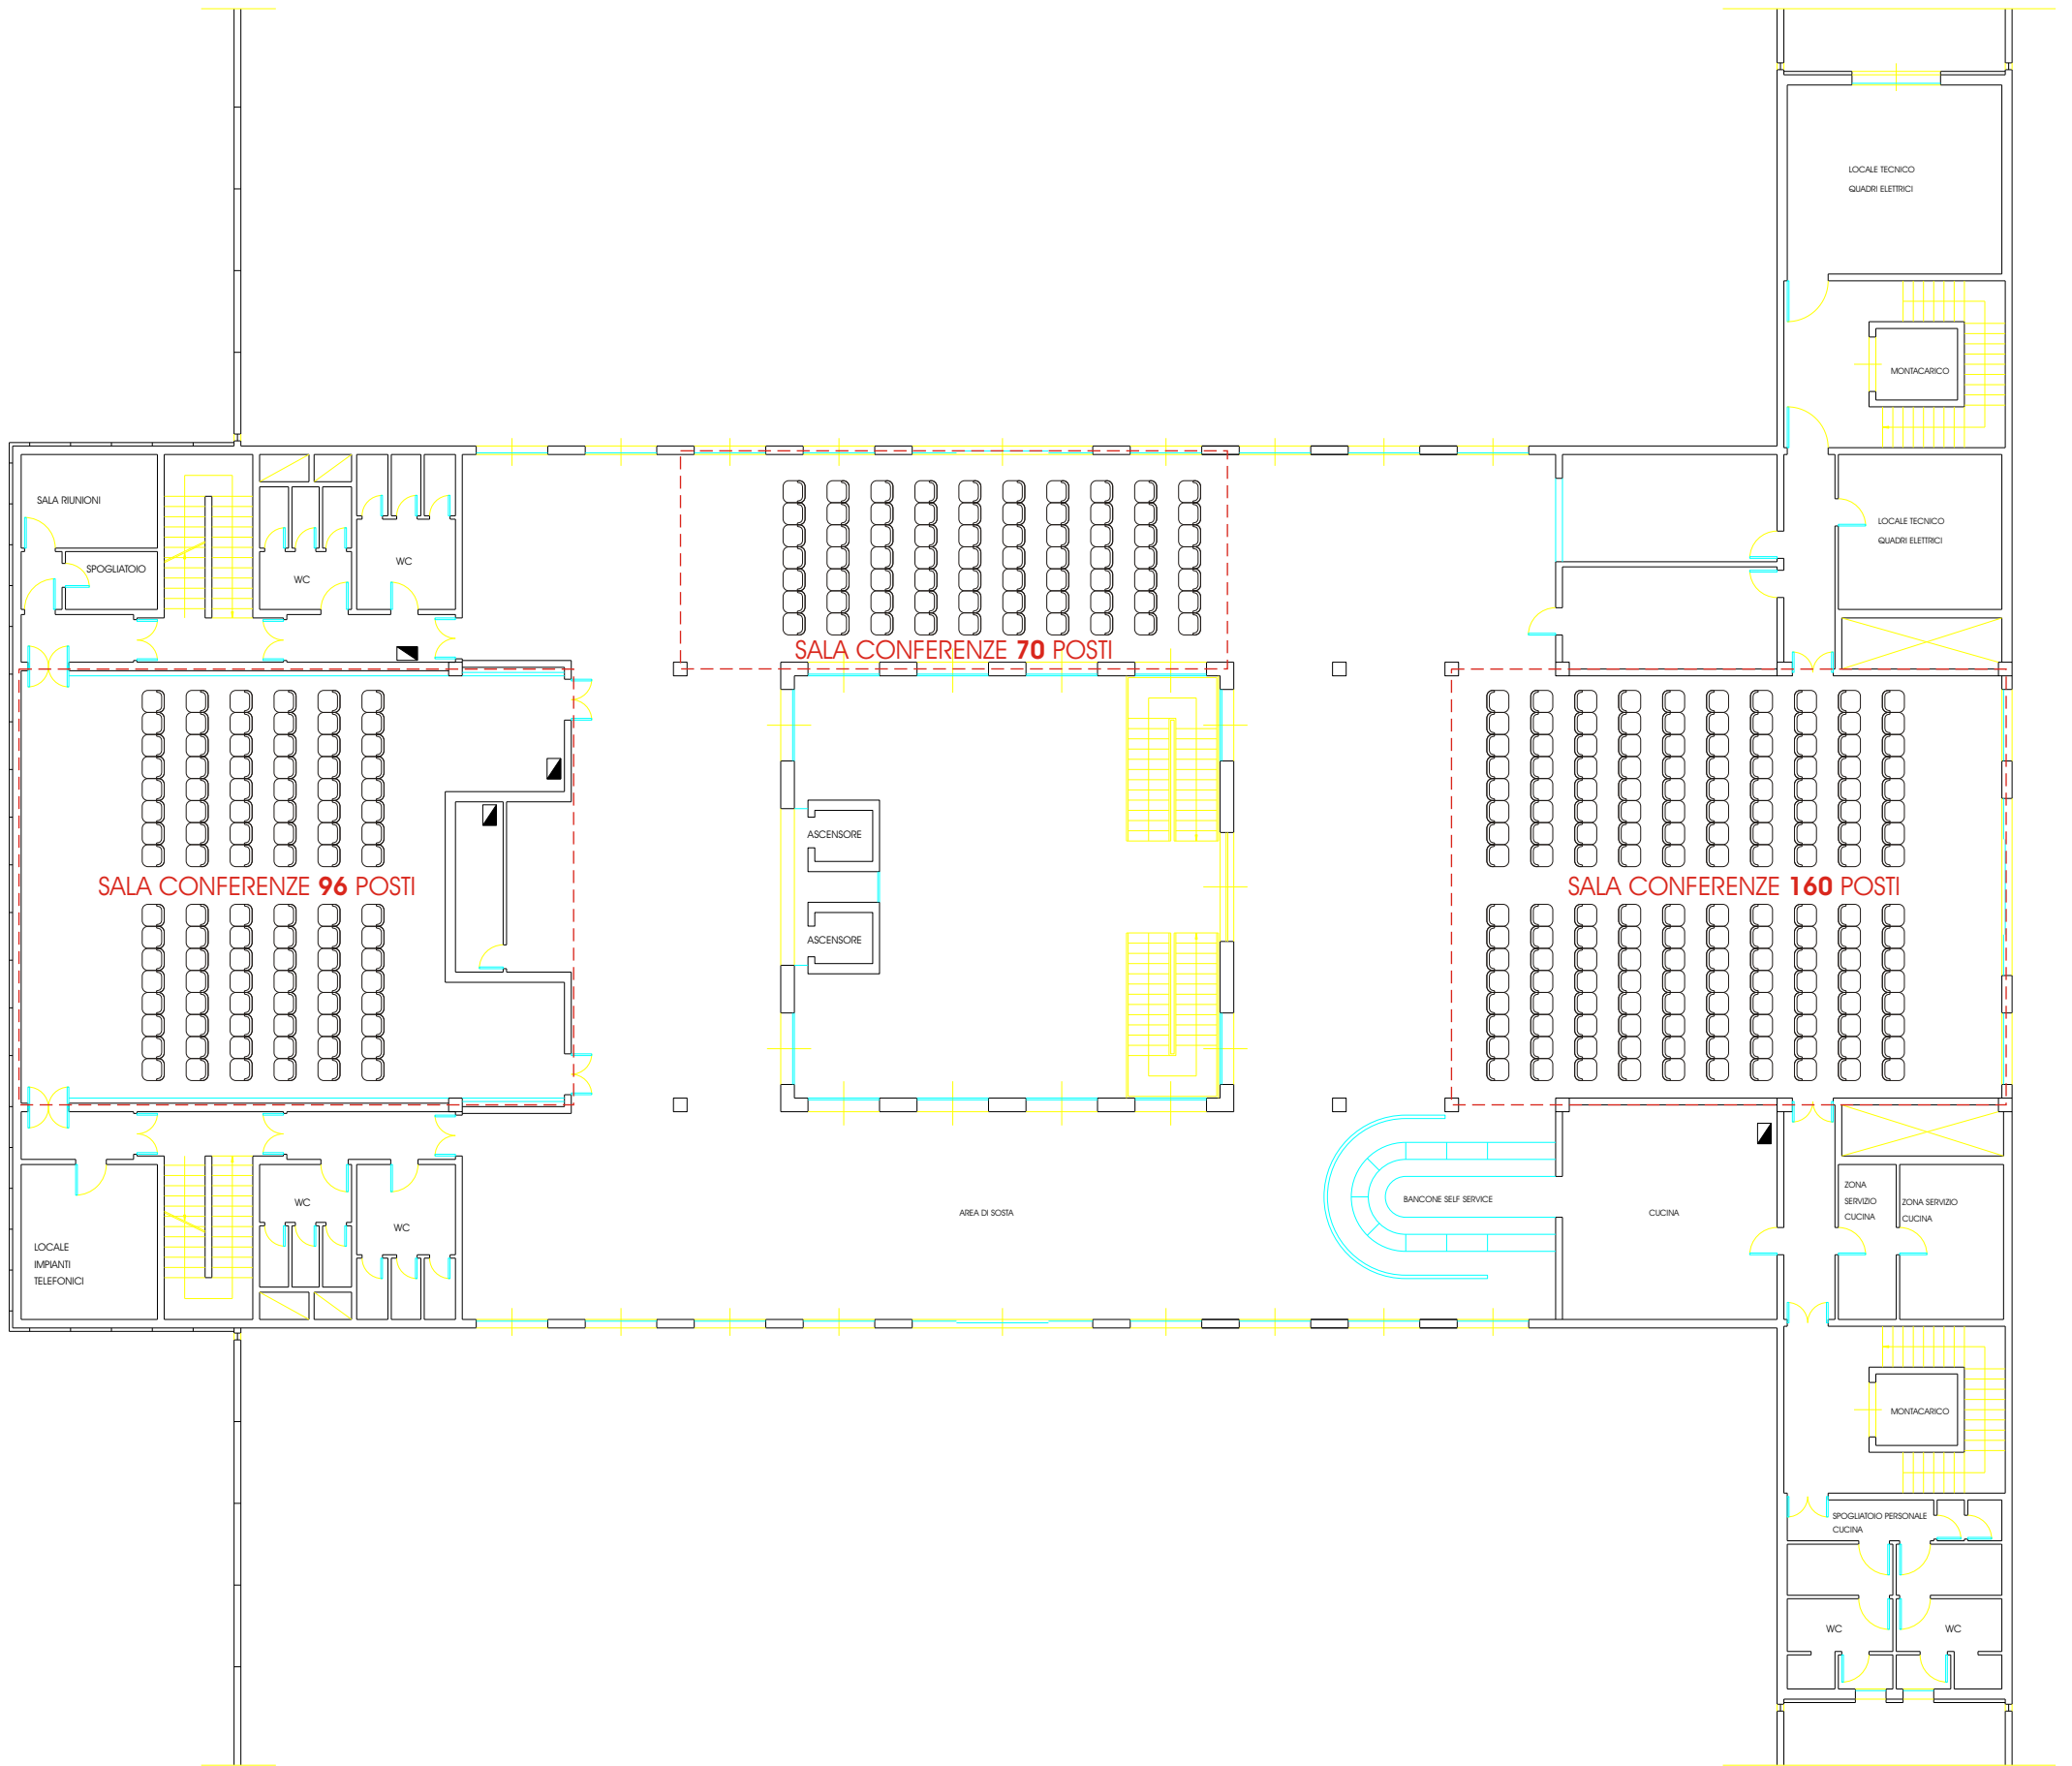 LOCALE TECNICO
QUADRI ELETTRICI
MONTACARICO
SALA RIUNIONI
SPOGLIATOIO
WC
WC
LOCALE TECNICO
QUADRI ELETTRICI
SALA CONFERENZE 70 POSTI
ASCENSORE
SALA CONFERENZE 96 POSTI
SALA CONFERENZE 160 POSTI
ASCENSORE
WC
WC
LOCALE
IMPIANTI
TELEFONICI
AREA DI SOSTA
BANCONE SELF SERVICE
CUCINA
ZONA
SERVIZIO
CUCINA
ZONA SERVIZIO
CUCINA
MONTACARICO
SPOGLIATOIO PERSONALE
CUCINA
WC
WC